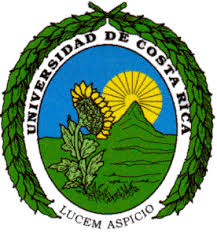 UNIVERSIDAD DE COSTA RICA
LUCEM ASPICIO